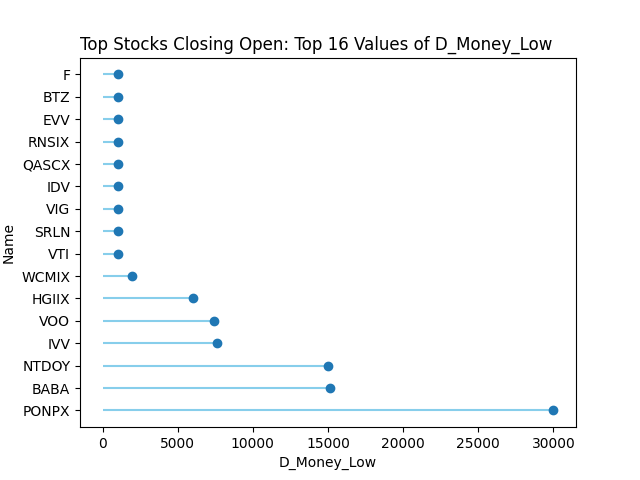 Top Stocks Closing Open: Top 16 Values of D_Money_Low
F
BTZ
EVV
RNSIX
QASCX
IDV
VIG
SRLN
VTI
WCMIX
HGIIX
VOO
IVV
NTDOY
BABA
PONPX
Name
0 5000 10000 15000 20000 25000 30000
D_Money_Low